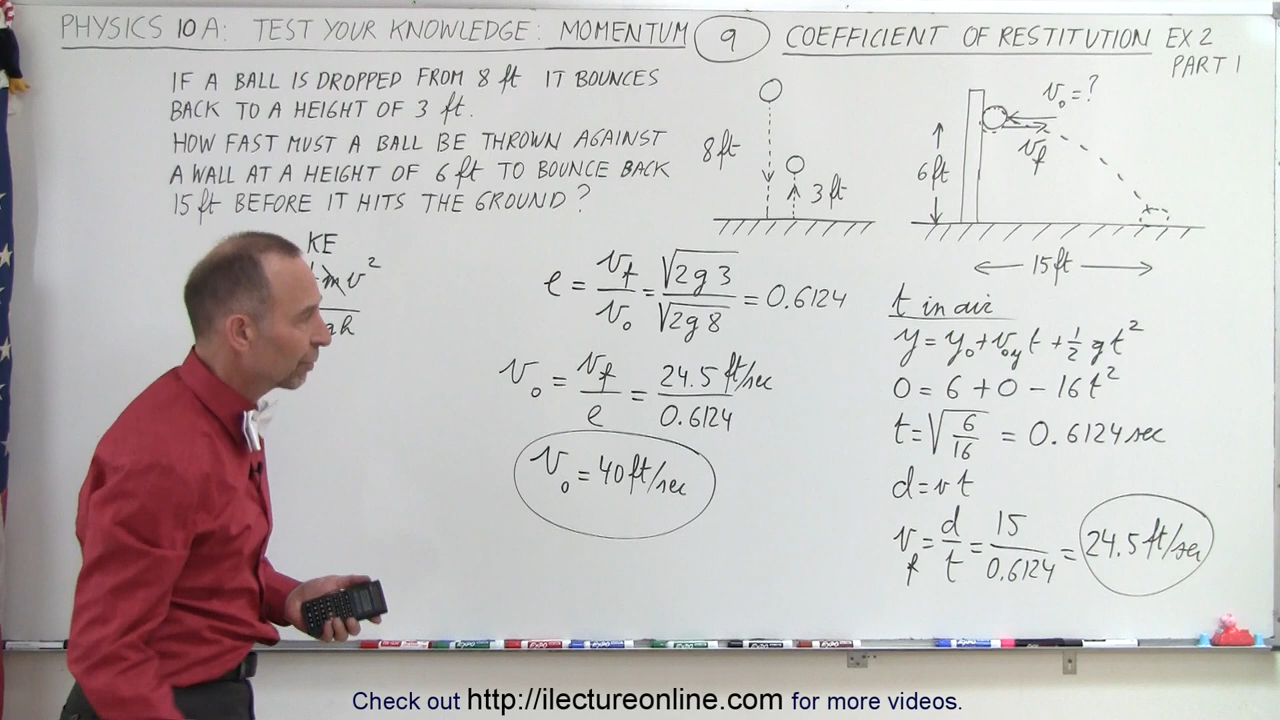 PHYSICS 10A: TEST YOUR KNOWLEDGE: MOMENTUM 9 COEFFICIENT OF RESTITUTION EX 2
PART 1
IF A BALL IS DROPPED FROM 8 ft IT BOUNCES
BACK TO A HEIGHT OF 3 ft.
HOW FAST MUST A BALL BE THROWN AGAINST
A WALL AT A HEIGHT OF 6 ft TO BOUNCE BACK
15 ft BEFORE IT HITS THE GROUND?
8 ft
3 ft
v₀ = ?
v_f
6 ft
15 ft
KE
m v²
e = v_f / v₀ = √(2g3) / √(2g8) = 0.6124
v₀ = v_f / e = 24.5 ft/sec / 0.6124
v₀ = 40 ft/sec
t in air
y = y₀ + v₀y t + ½ g t²
0 = 6 + 0 - 16t²
t = √(6/16) = 0.6124 sec
d = v t
v_f = d/t = 15 / 0.6124 = 24.5 ft/sec
Check out http://ilectureonline.com for more videos.